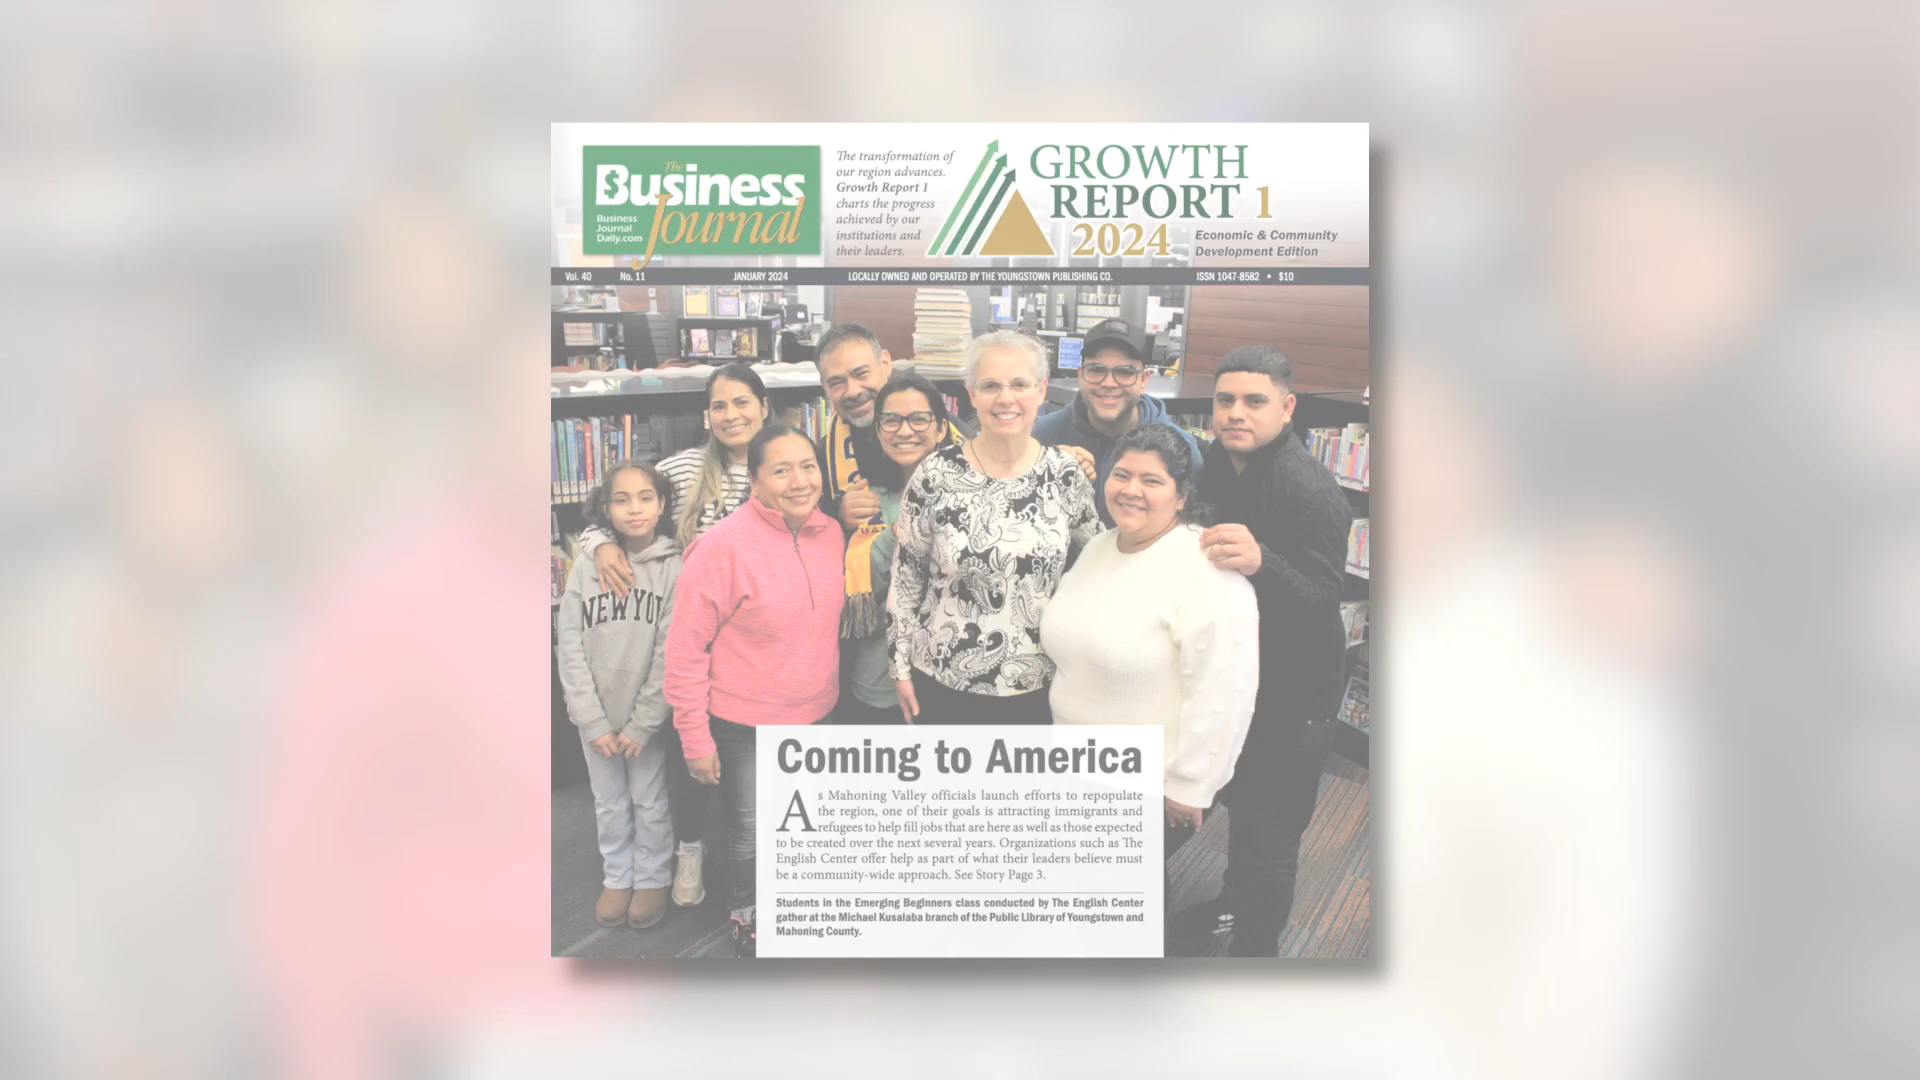 The
Business
Journal
Business
Journal
Daily.com
The transformation of
our region advances.
Growth Report 1
charts the progress
achieved by our
institutions and
their leaders.
GROWTH
REPORT 1
2024
Economic & Community
Development Edition
Vol. 40 No. 11 JANUARY 2024 LOCALLY OWNED AND OPERATED BY THE YOUNGSTOWN PUBLISHING CO. ISSN 1047-8582 • $10
NEW YO
Coming to America
As Mahoning Valley officials launch efforts to repopulate
the region, one of their goals is attracting immigrants and
refugees to help fill jobs that are here as well as those expected
to be created over the next several years. Organizations such as The
English Center offer help as part of what their leaders believe must
be a community-wide approach. See Story Page 3.
Students in the Emerging Beginners class conducted by The English Center
gather at the Michael Kusalaba branch of the Public Library of Youngstown and
Mahoning County.